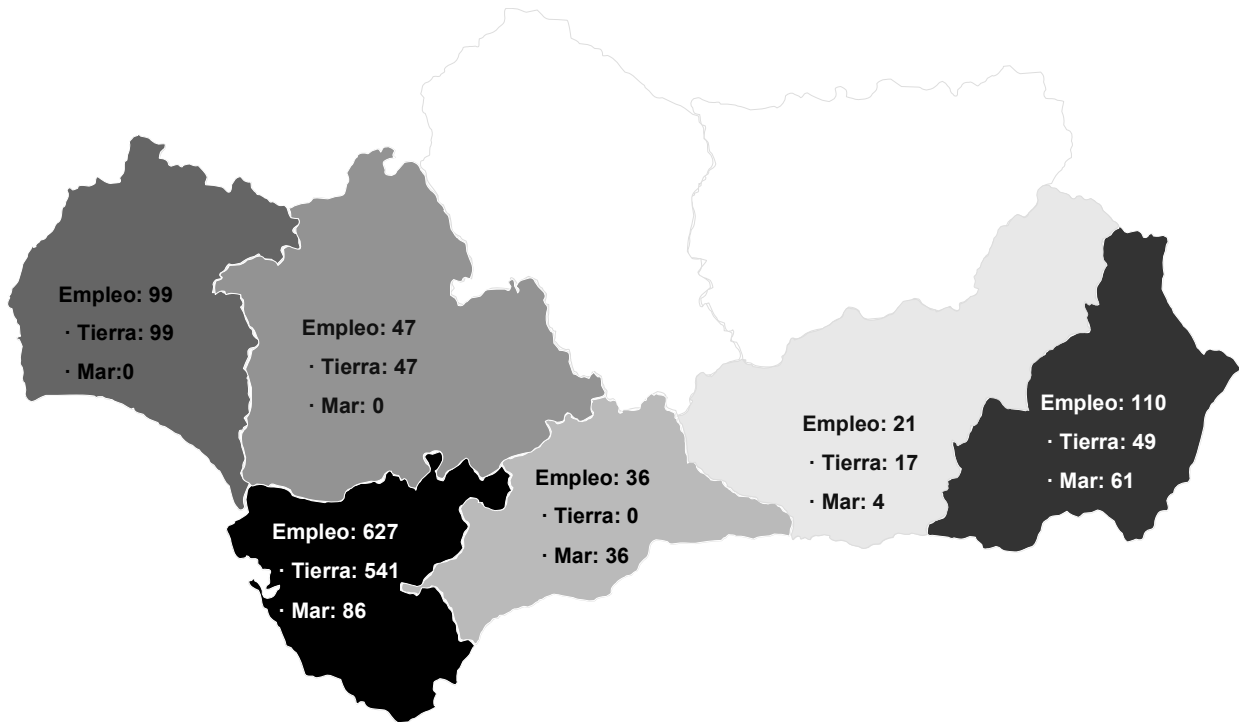 Empleo: 99
· Tierra: 99
· Mar:0
Empleo: 47
· Tierra: 47
· Mar: 0
Empleo: 627
· Tierra: 541
· Mar: 86
Empleo: 36
· Tierra: 0
· Mar: 36
Empleo: 21
· Tierra: 17
· Mar: 4
Empleo: 110
· Tierra: 49
· Mar: 61